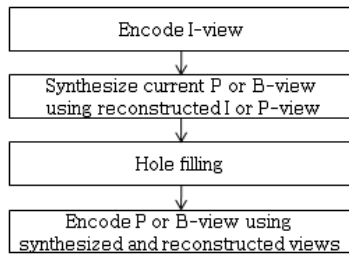 Encode I-view
Synthesize current P or B-view
using reconstructed I or P-view
Hole filling
Encode P or B-view using
synthesized and reconstructed views